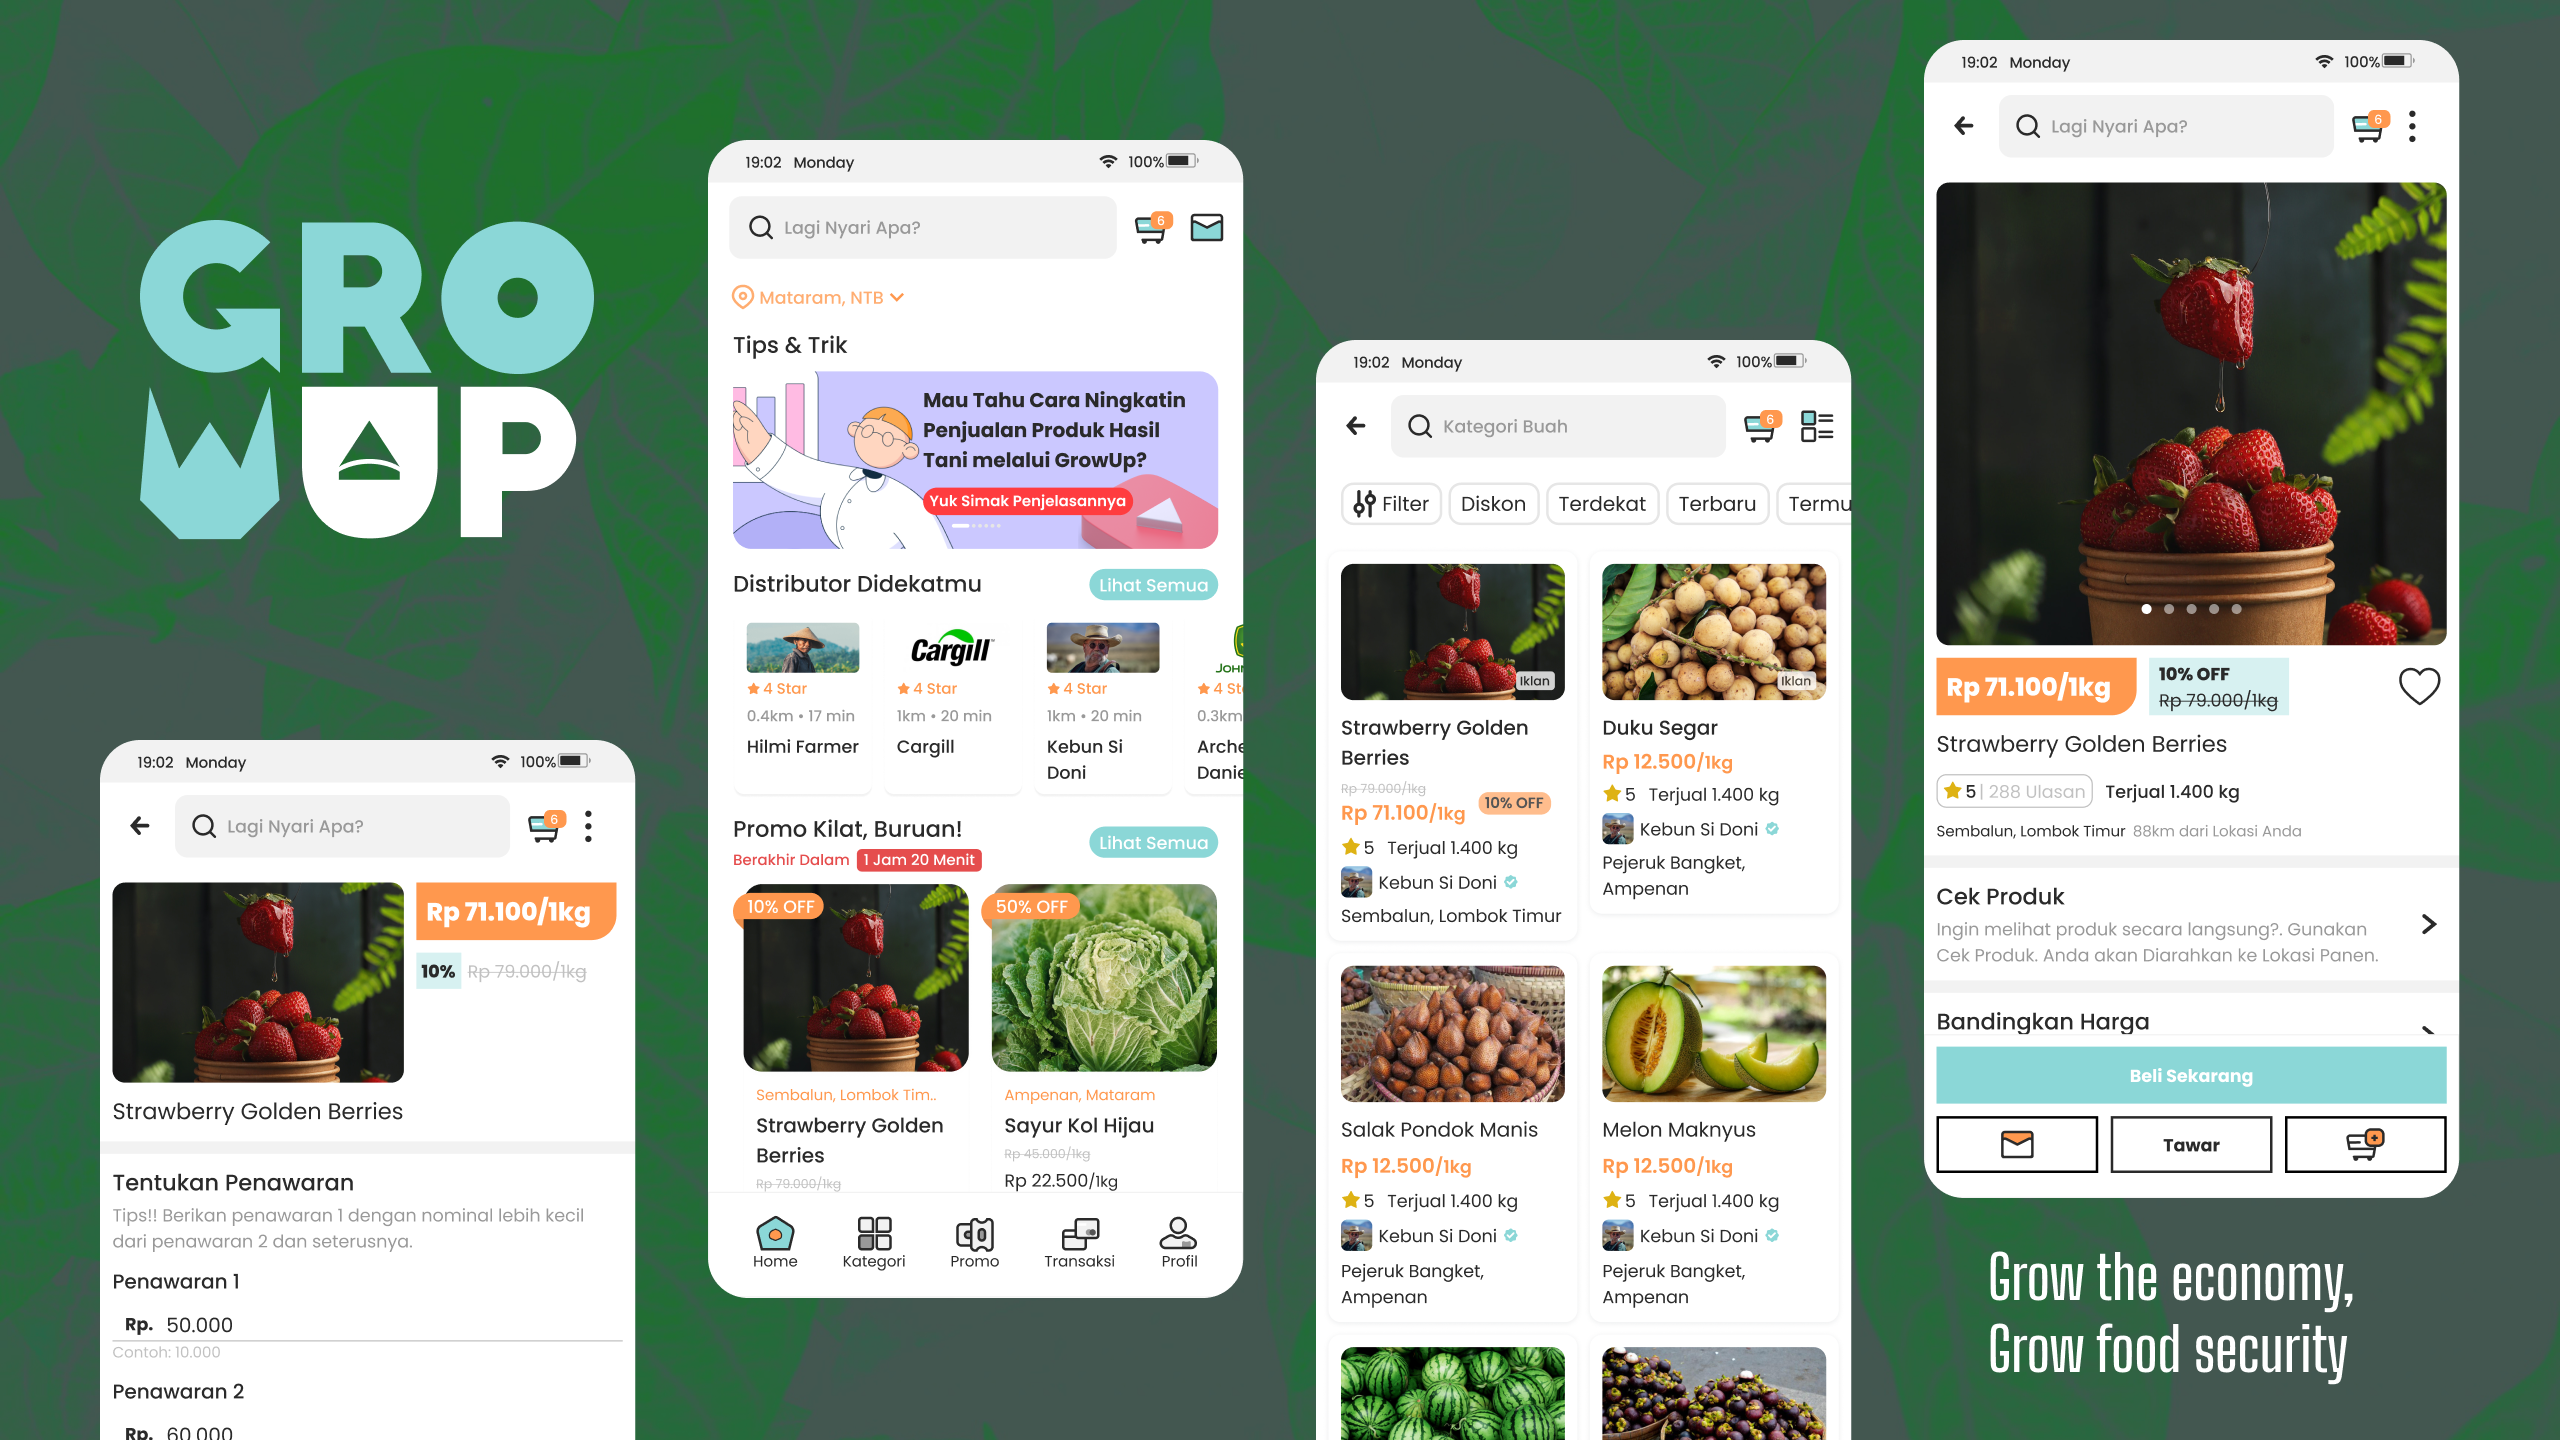 GRO
WUP
19:02 Monday
100%
Lagi Nyari Apa?
6
Rp 71.100/1kg
10% Rp 79.000/1kg
Strawberry Golden Berries
Tentukan Penawaran
Tips!! Berikan penawaran 1 dengan nominal lebih kecil
dari penawaran 2 dan seterusnya.
Penawaran 1
Rp. 50.000
Contoh: 10.000
Penawaran 2
Rp. 60.000
19:02 Monday
100%
Lagi Nyari Apa?
6
Mataram, NTB
Tips & Trik
Mau Tahu Cara Ningkatin
Penjualan Produk Hasil
Tani melalui GrowUp?
Yuk Simak Penjelasannya
Distributor Didekatmu
Lihat Semua
Cargill
JOHN
4 Star
4 Star
4 Star
4 St
0.4km • 17 min
1km • 20 min
1km • 20 min
0.3km
Hilmi Farmer
Cargill
Kebun Si
Doni
Arche
Danie
Promo Kilat, Buruan!
Lihat Semua
Berakhir Dalam 1 Jam 20 Menit
10% OFF
50% OFF
Sembalun, Lombok Tim..
Strawberry Golden
Berries
Rp 79.000/1kg
Ampenan, Mataram
Sayur Kol Hijau
Rp 45.000/1kg
Rp 22.500/1kg
Home
Kategori
Promo
Transaksi
Profil
19:02 Monday
100%
Kategori Buah
6
Filter
Diskon
Terdekat
Terbaru
Termu
Iklan
Strawberry Golden
Berries
Rp 79.000/1kg
Rp 71.100/1kg
10% OFF
5 Terjual 1.400 kg
Kebun Si Doni
Sembalun, Lombok Timur
Iklan
Duku Segar
Rp 12.500/1kg
5 Terjual 1.400 kg
Kebun Si Doni
Pejeruk Bangket,
Ampenan
Salak Pondok Manis
Rp 12.500/1kg
5 Terjual 1.400 kg
Kebun Si Doni
Pejeruk Bangket,
Ampenan
Melon Maknyus
Rp 12.500/1kg
5 Terjual 1.400 kg
Kebun Si Doni
Pejeruk Bangket,
Ampenan
19:02 Monday
100%
Lagi Nyari Apa?
6
Rp 71.100/1kg
10% OFF
Rp 79.000/1kg
Strawberry Golden Berries
5 | 288 Ulasan
Terjual 1.400 kg
Sembalun, Lombok Timur 88km dari Lokasi Anda
Cek Produk
Ingin melihat produk secara langsung?. Gunakan
Cek Produk. Anda akan Diarahkan ke Lokasi Panen.
Bandingkan Harga
Beli Sekarang
Tawar
Grow the economy,
Grow food security